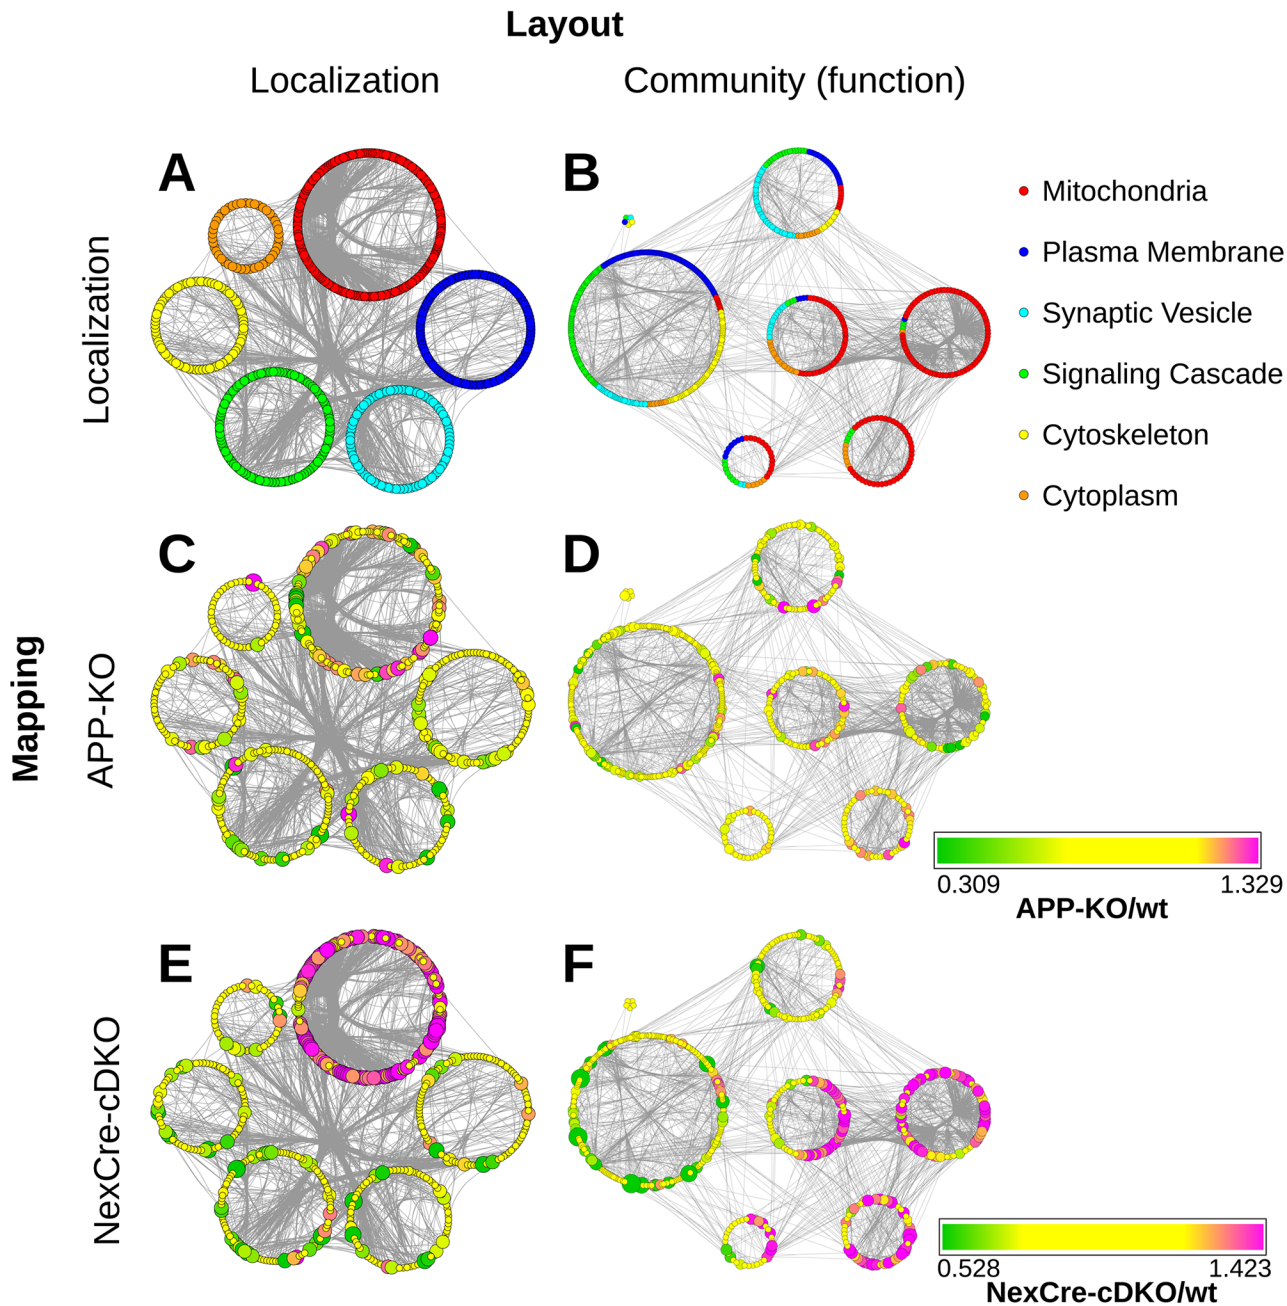 Layout
Localization
Community (function)
A
B
Mitochondria
Plasma Membrane
Synaptic Vesicle
Signaling Cascade
Cytoskeleton
Cytoplasm
Localization
C
D
Mapping
APP-KO
0.309
1.329
APP-KO/wt
E
F
NexCre-cDKO
0.528
1.423
NexCre-cDKO/wt